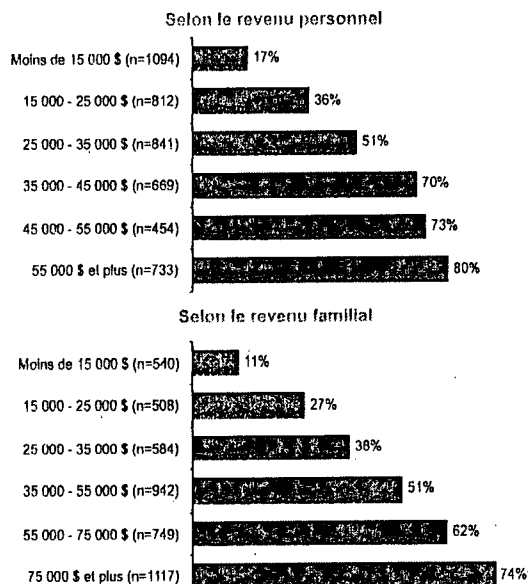 Selon le revenu personnel
Moins de 15 000 $ (n=1094) 17%
15 000 - 25 000 $ (n=812) 36%
25 000 - 35 000 $ (n=841) 51%
35 000 - 45 000 $ (n=669) 70%
45 000 - 55 000 $ (n=454) 73%
55 000 $ et plus (n=733) 80%
Selon le revenu familial
Moins de 15 000 $ (n=540) 11%
15 000 - 25 000 $ (n=508) 27%
25 000 - 35 000 $ (n=584) 38%
35 000 - 55 000 $ (n=942) 51%
55 000 - 75 000 $ (n=749) 62%
75 000 $ et plus (n=1117) 74%